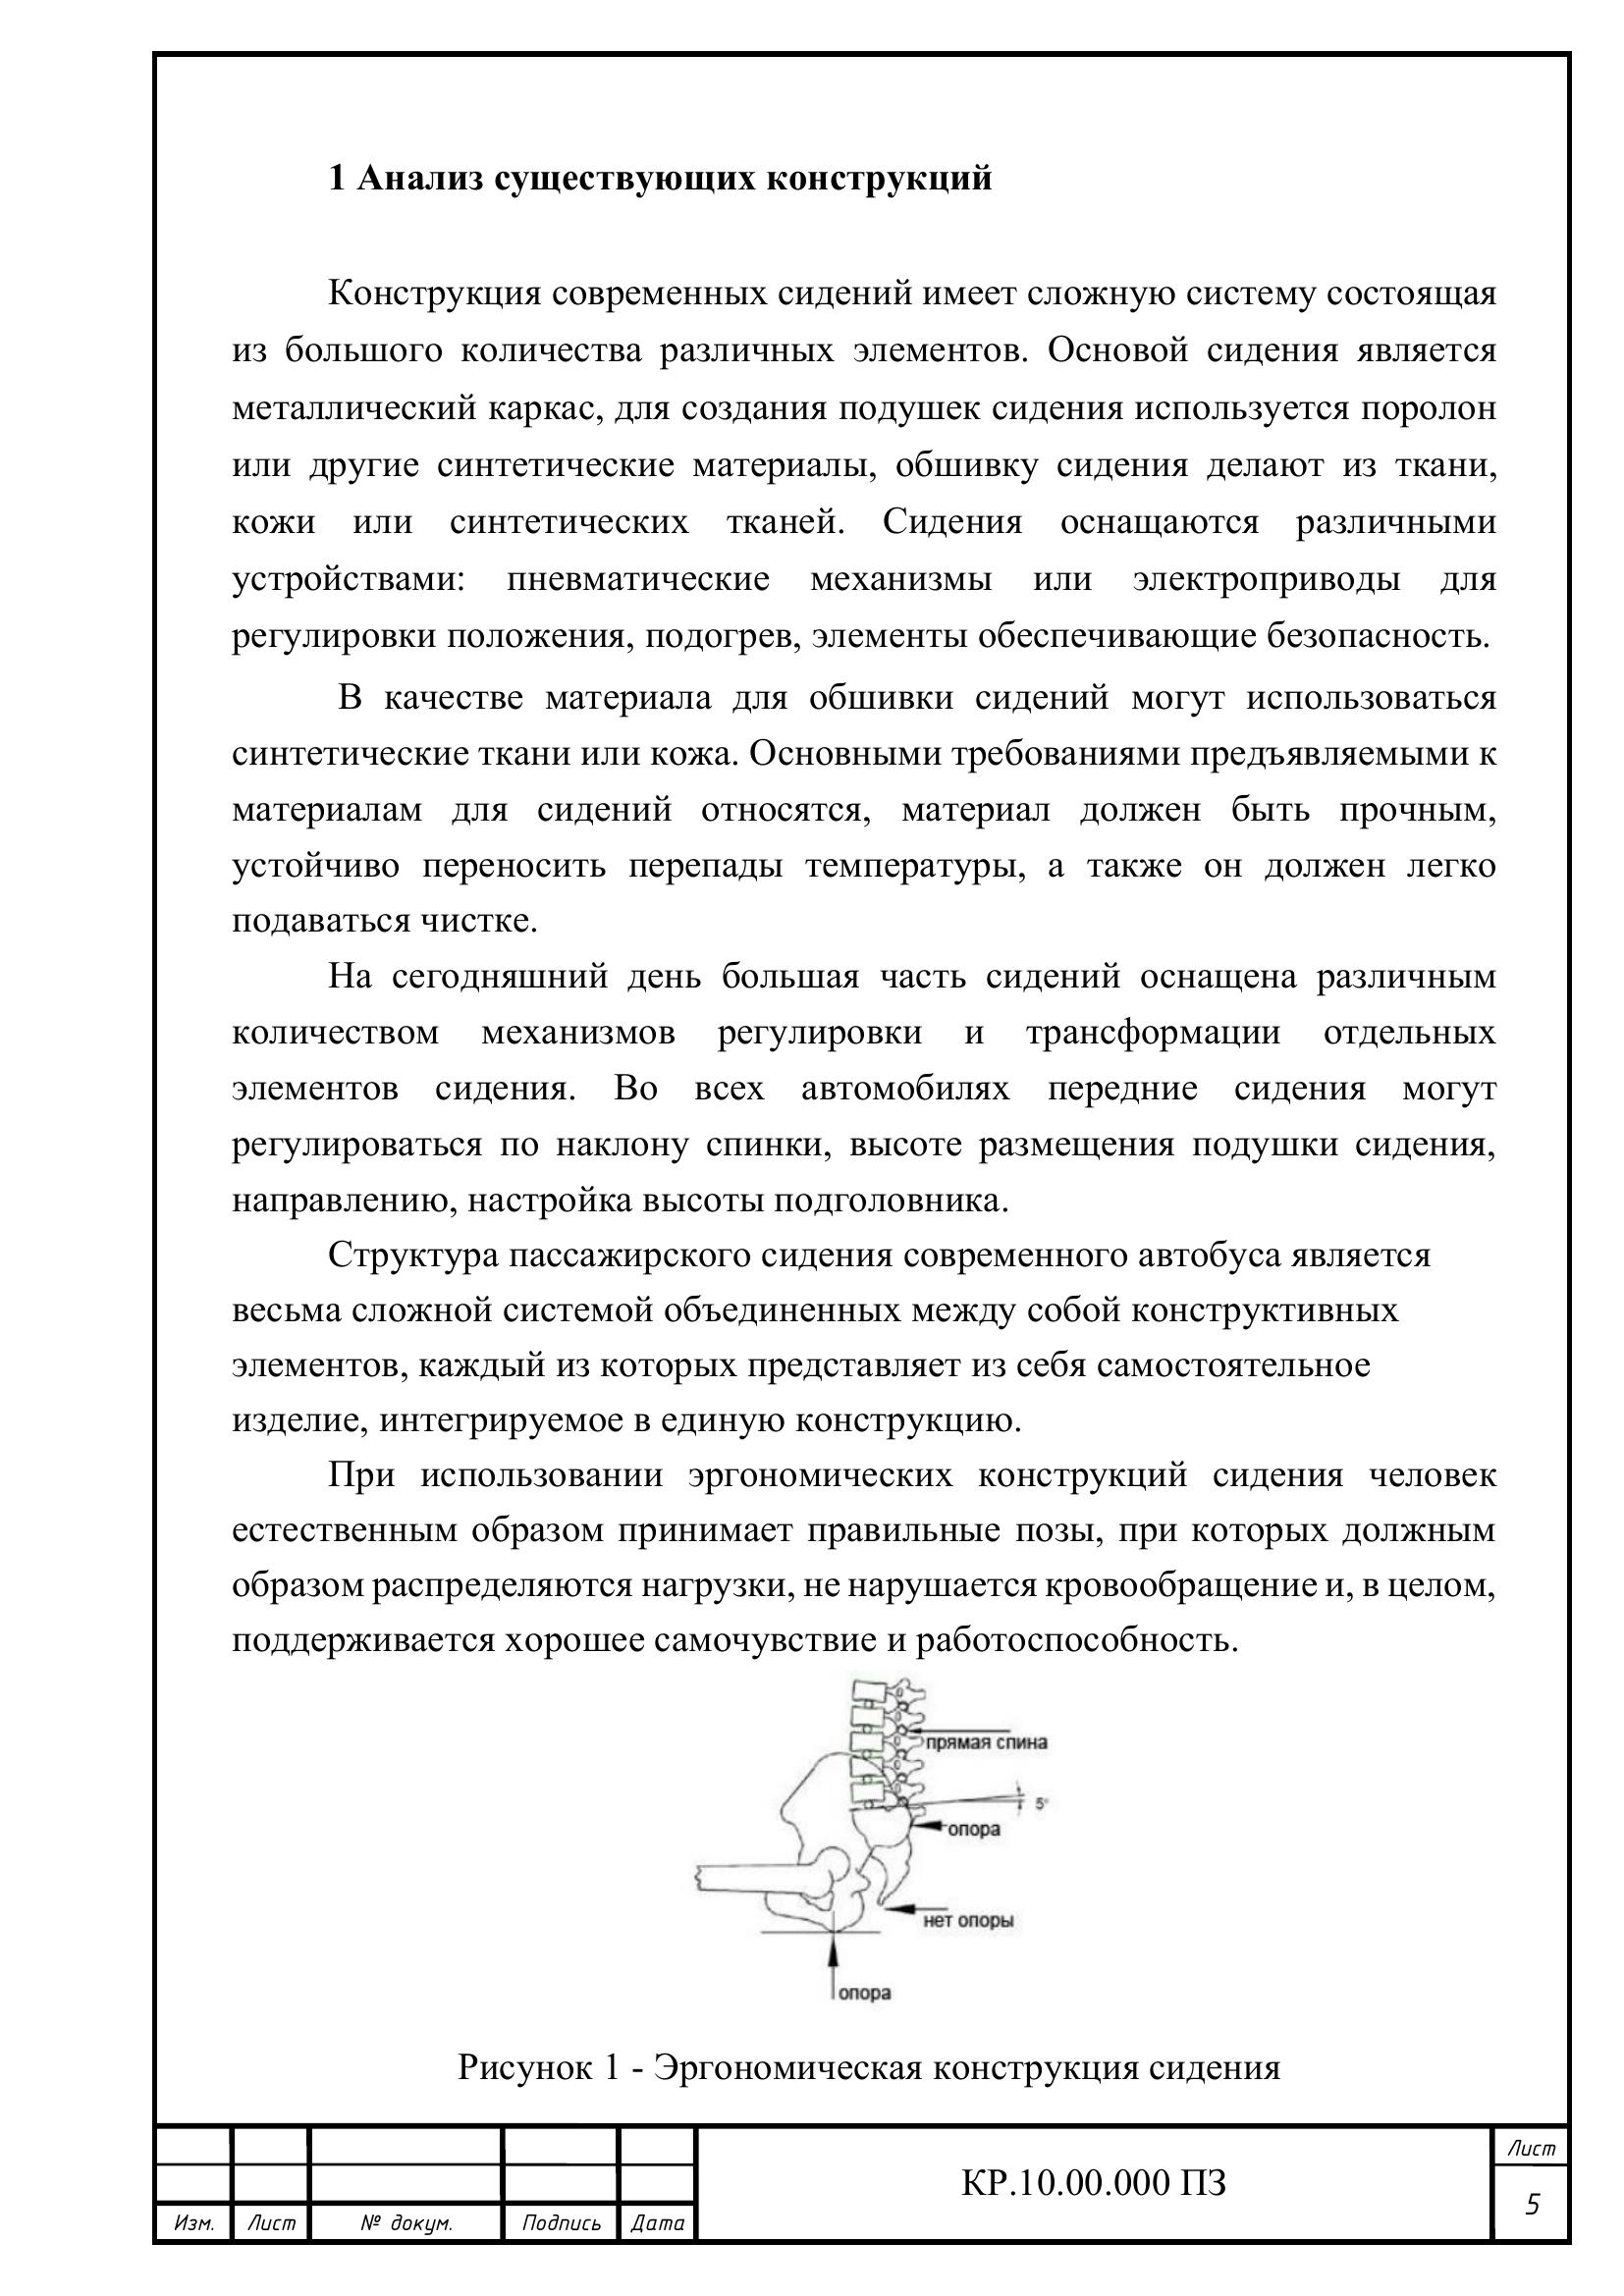 1 Анализ существующих конструкций
Конструкция современных сидений имеет сложную систему состоящая
из большого количества различных элементов. Основой сидения является
металлический каркас, для создания подушек сидения используется поролон
или другие синтетические материалы, обшивку сидения делают из ткани,
кожи или синтетических тканей. Сидения оснащаются различными
устройствами: пневматические механизмы или электроприводы для
регулировки положения, подогрев, элементы обеспечивающие безопасность.
В качестве материала для обшивки сидений могут использоваться
синтетические ткани или кожа. Основными требованиями предъявляемыми к
материалам для сидений относятся, материал должен быть прочным,
устойчиво переносить перепады температуры, а также он должен легко
подаваться чистке.
На сегодняшний день большая часть сидений оснащена различным
количеством механизмов регулировки и трансформации отдельных
элементов сидения. Во всех автомобилях передние сидения могут
регулироваться по наклону спинки, высоте размещения подушки сидения,
направлению, настройка высоты подголовника.
Структура пассажирского сидения современного автобуса является
весьма сложной системой объединенных между собой конструктивных
элементов, каждый из которых представляет из себя самостоятельное
изделие, интегрируемое в единую конструкцию.
При использовании эргономических конструкций сидения человек
естественным образом принимает правильные позы, при которых должным
образом распределяются нагрузки, не нарушается кровообращение и, в целом,
поддерживается хорошее самочувствие и работоспособность.
прямая спина
5°
опора
нет опоры
опора
Рисунок 1 - Эргономическая конструкция сидения
Изм. Лист № докум. Подпись Дата
КР.10.00.000 ПЗ
Лист
5